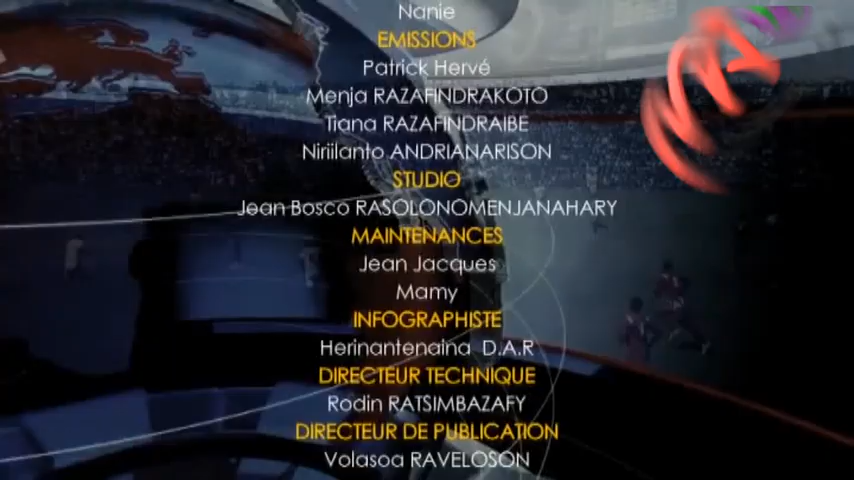 Nanie
EMISSIONS
Patrick Hervé
Menja RAZAFINDRAKOTO
Tiana RAZAFINDRAIBE
Niriilanto ANDRIANARISON
STUDIO
Jean Bosco RASOLONOMENJANAHARY
MAINTENANCES
Jean Jacques
Mamy
INFOGRAPHISTE
Herinantenaina D.A.R
DIRECTEUR TECHNIQUE
Rodin RATSIMBAZAFY
DIRECTEUR DE PUBLICATION
Volasoa RAVELOSON